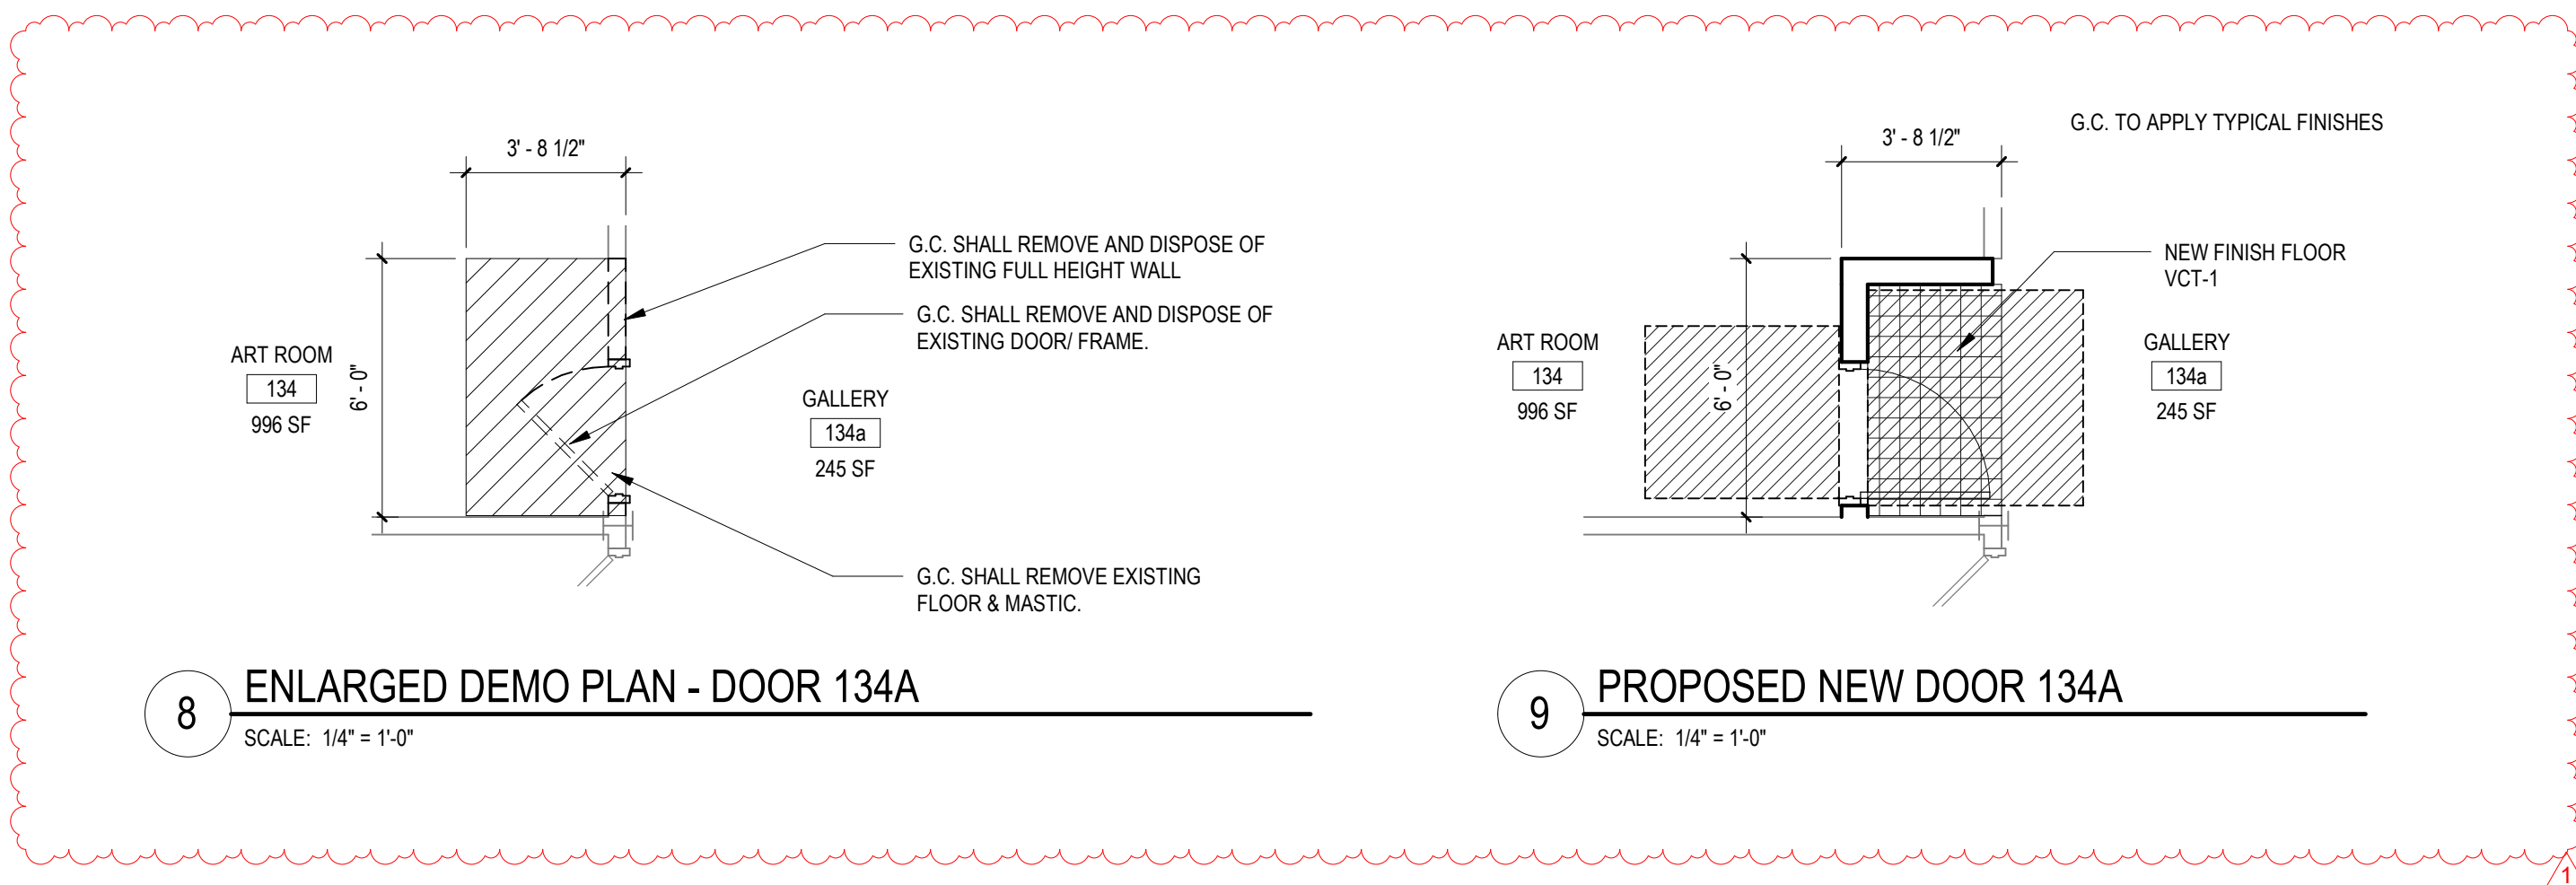 3' - 8 1/2"
G.C. SHALL REMOVE AND DISPOSE OF
EXISTING FULL HEIGHT WALL
G.C. SHALL REMOVE AND DISPOSE OF
EXISTING DOOR/ FRAME.
ART ROOM
134
996 SF
6' - 0"
GALLERY
134a
245 SF
G.C. SHALL REMOVE EXISTING
FLOOR & MASTIC.
8
ENLARGED DEMO PLAN - DOOR 134A
SCALE: 1/4" = 1'-0"
3' - 8 1/2"
G.C. TO APPLY TYPICAL FINISHES
NEW FINISH FLOOR
VCT-1
ART ROOM
134
996 SF
6' - 0"
GALLERY
134a
245 SF
9
PROPOSED NEW DOOR 134A
SCALE: 1/4" = 1'-0"
1